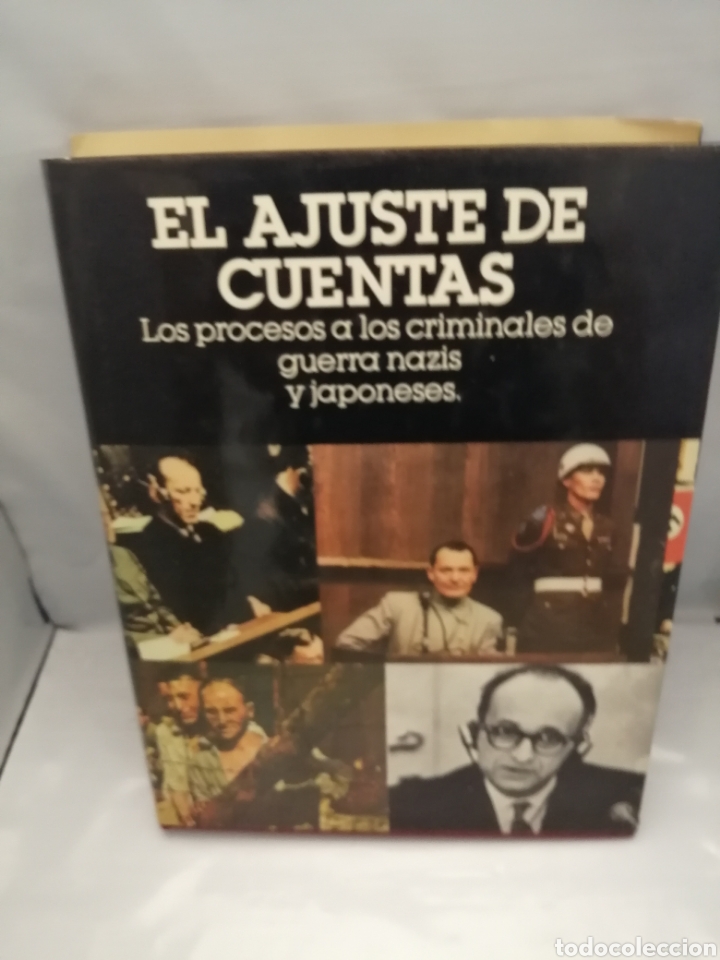 EL AJUSTE DE
CUENTAS
Los procesos a los criminales de
guerra nazis
y japoneses.
todocoleccion